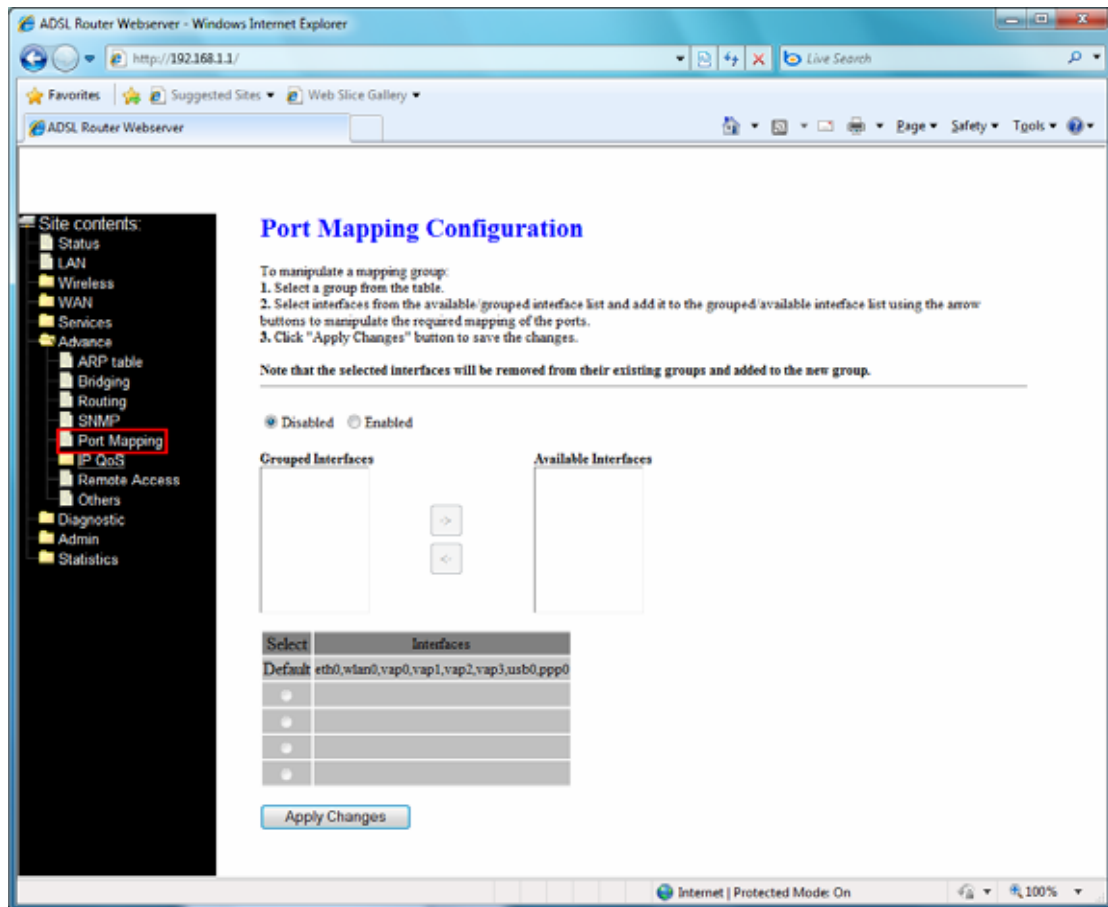 ADSL Router Webserver - Windows Internet Explorer
http://192.168.1.1/
Live Search
Favorites
Suggested Sites
Web Slice Gallery
ADSL Router Webserver
Page
Safety
Tools
Site contents:
Status
LAN
Wireless
WAN
Services
Advance
ARP table
Bridging
Routing
SNMP
Port Mapping
IP QoS
Remote Access
Others
Diagnostic
Admin
Statistics
Port Mapping Configuration
To manipulate a mapping group:
1. Select a group from the table.
2. Select interfaces from the available/grouped interface list and add it to the grouped/available interface list using the arrow
buttons to manipulate the required mapping of the ports.
3. Click "Apply Changes" button to save the changes.
Note that the selected interfaces will be removed from their existing groups and added to the new group.
Disabled Enabled
Grouped Interfaces Available Interfaces
->
<-
Select Interfaces
Default eth0,wlan0,vap0,vap1,vap2,vap3,usb0,ppp0
Apply Changes
Internet | Protected Mode: On
100%